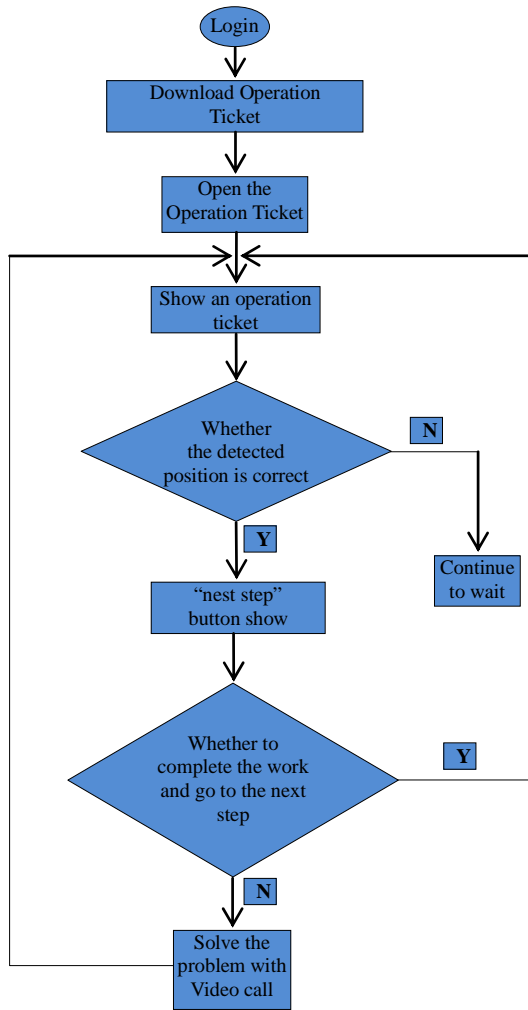 Login
Download Operation
Ticket
Open the
Operation Ticket
Show an operation
ticket
Whether
the detected
position is correct
N
Y
Continue
to wait
“nest step”
button show
Whether to
complete the work
and go to the next
step
Y
N
Solve the
problem with
Video call